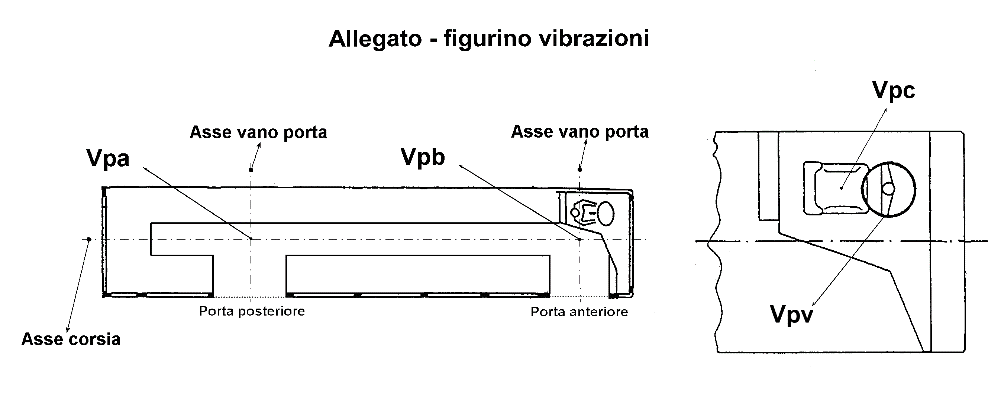 Allegato - figurino vibrazioni
Vpc
Asse vano porta
Asse vano porta
Vpa
Vpb
Vpv
Porta posteriore
Porta anteriore
Asse corsia